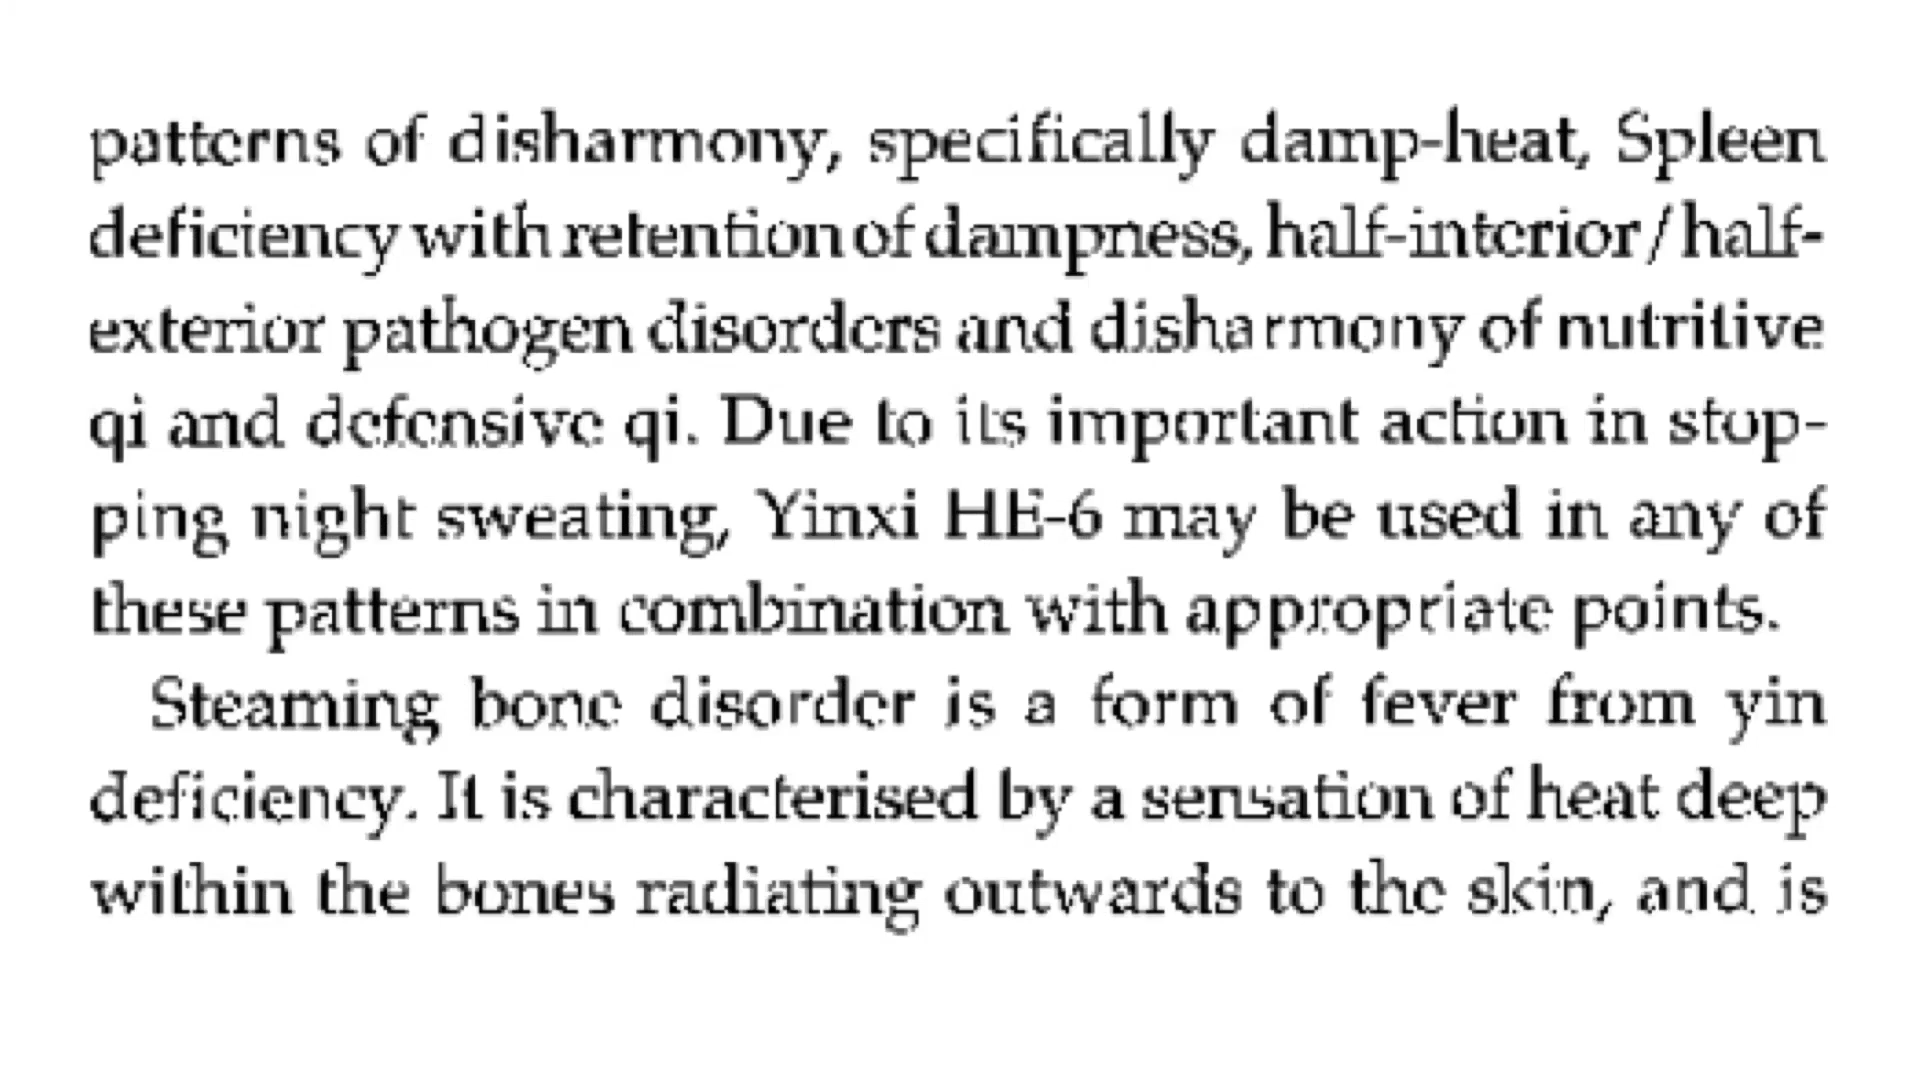 patterns of disharmony, specifically damp-heat, Spleen
deficiency with retention of dampness, half-interior/half-
exterior pathogen disorders and disharmony of nutritive
qi and defensive qi. Due to its important action in stop-
ping night sweating, Yinxi HE-6 may be used in any of
these patterns in combination with appropriate points.
Steaming bone disorder is a form of fever from yin
deficiency. It is characterised by a sensation of heat deep
within the bones radiating outwards to the skin, and is